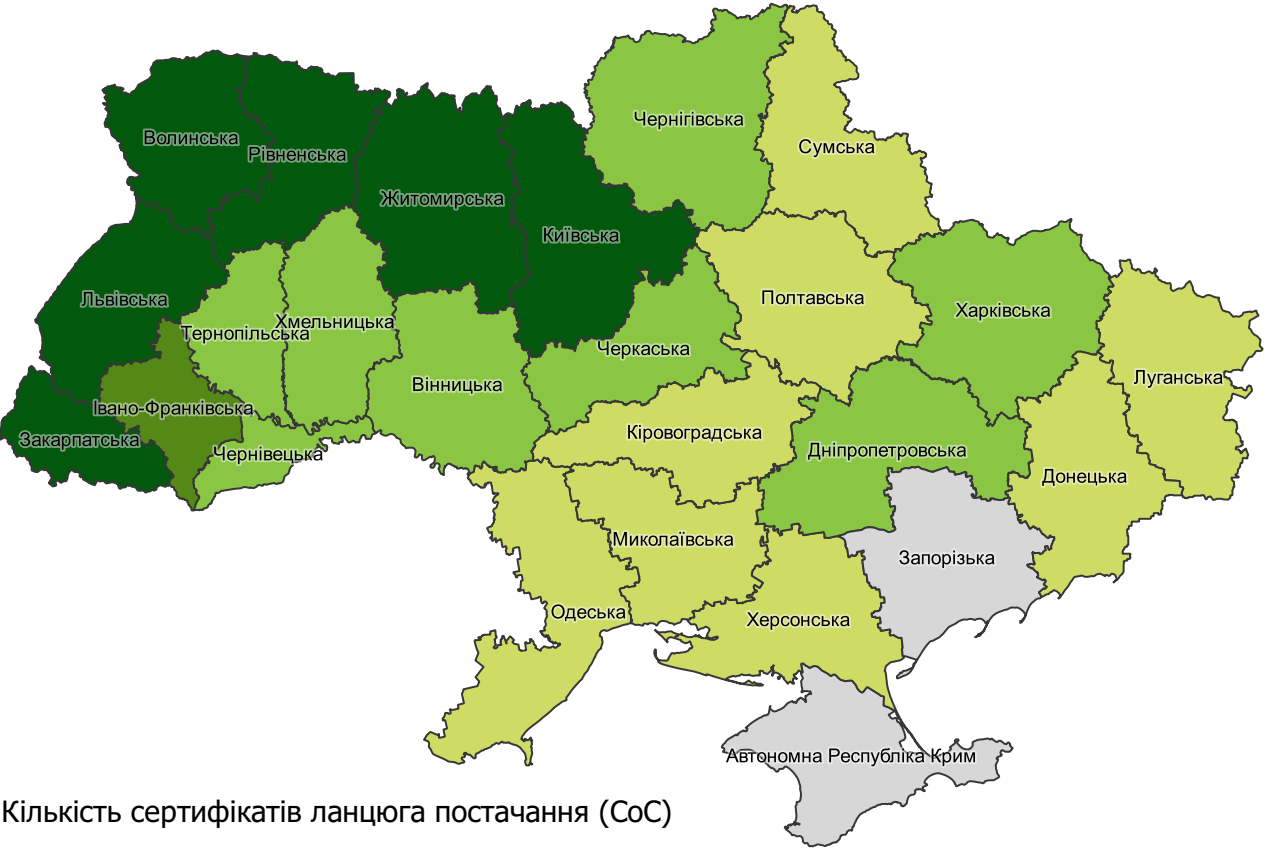 Чернігівська
Волинська
Сумська
Рівненська
Житомирська
Київська
Львівська
Полтавська
Харківська
Хмельницька
Тернопільська
Черкаська
Луганська
Вінницька
Івано-Франківська
Закарпатська
Кіровоградська
Чернівецька
Дніпропетровська
Донецька
Миколаївська
Запорізька
Одеська
Херсонська
Автономна Республіка Крим
Кількість сертифікатів ланцюга постачання (CoC)